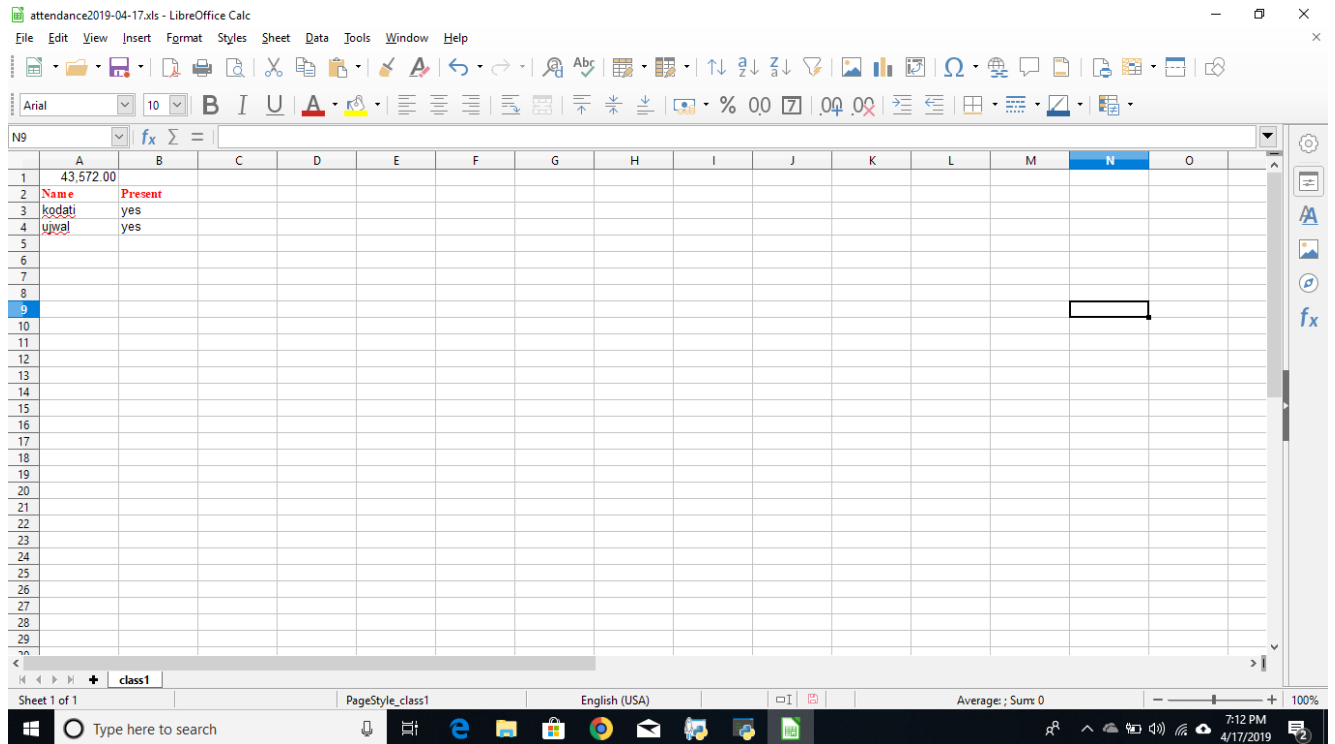 attendance2019-04-17.xls - LibreOffice Calc
File Edit View Insert Format Styles Sheet Data Tools Window Help
Arial 10
N9
A B C D E F G H I J K L M N O
1 43,572.00
2 Name Present
3 kodati yes
4 ujwal yes
5
6
7
8
9
10
11
12
13
14
15
16
17
18
19
20
21
22
23
24
25
26
27
28
29
class1
Sheet 1 of 1 PageStyle_class1 English (USA) Average: ; Sum: 0 100%
Type here to search 7:12 PM
4/17/2019 2